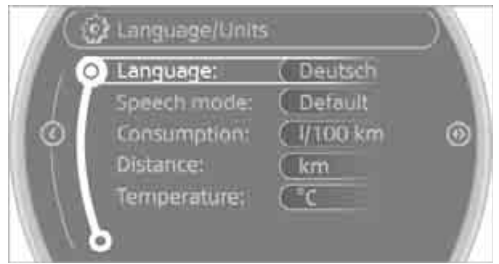 Language/Units
Language: Deutsch
Speech mode: Default
Consumption: l/100 km
Distance: km
Temperature: °C